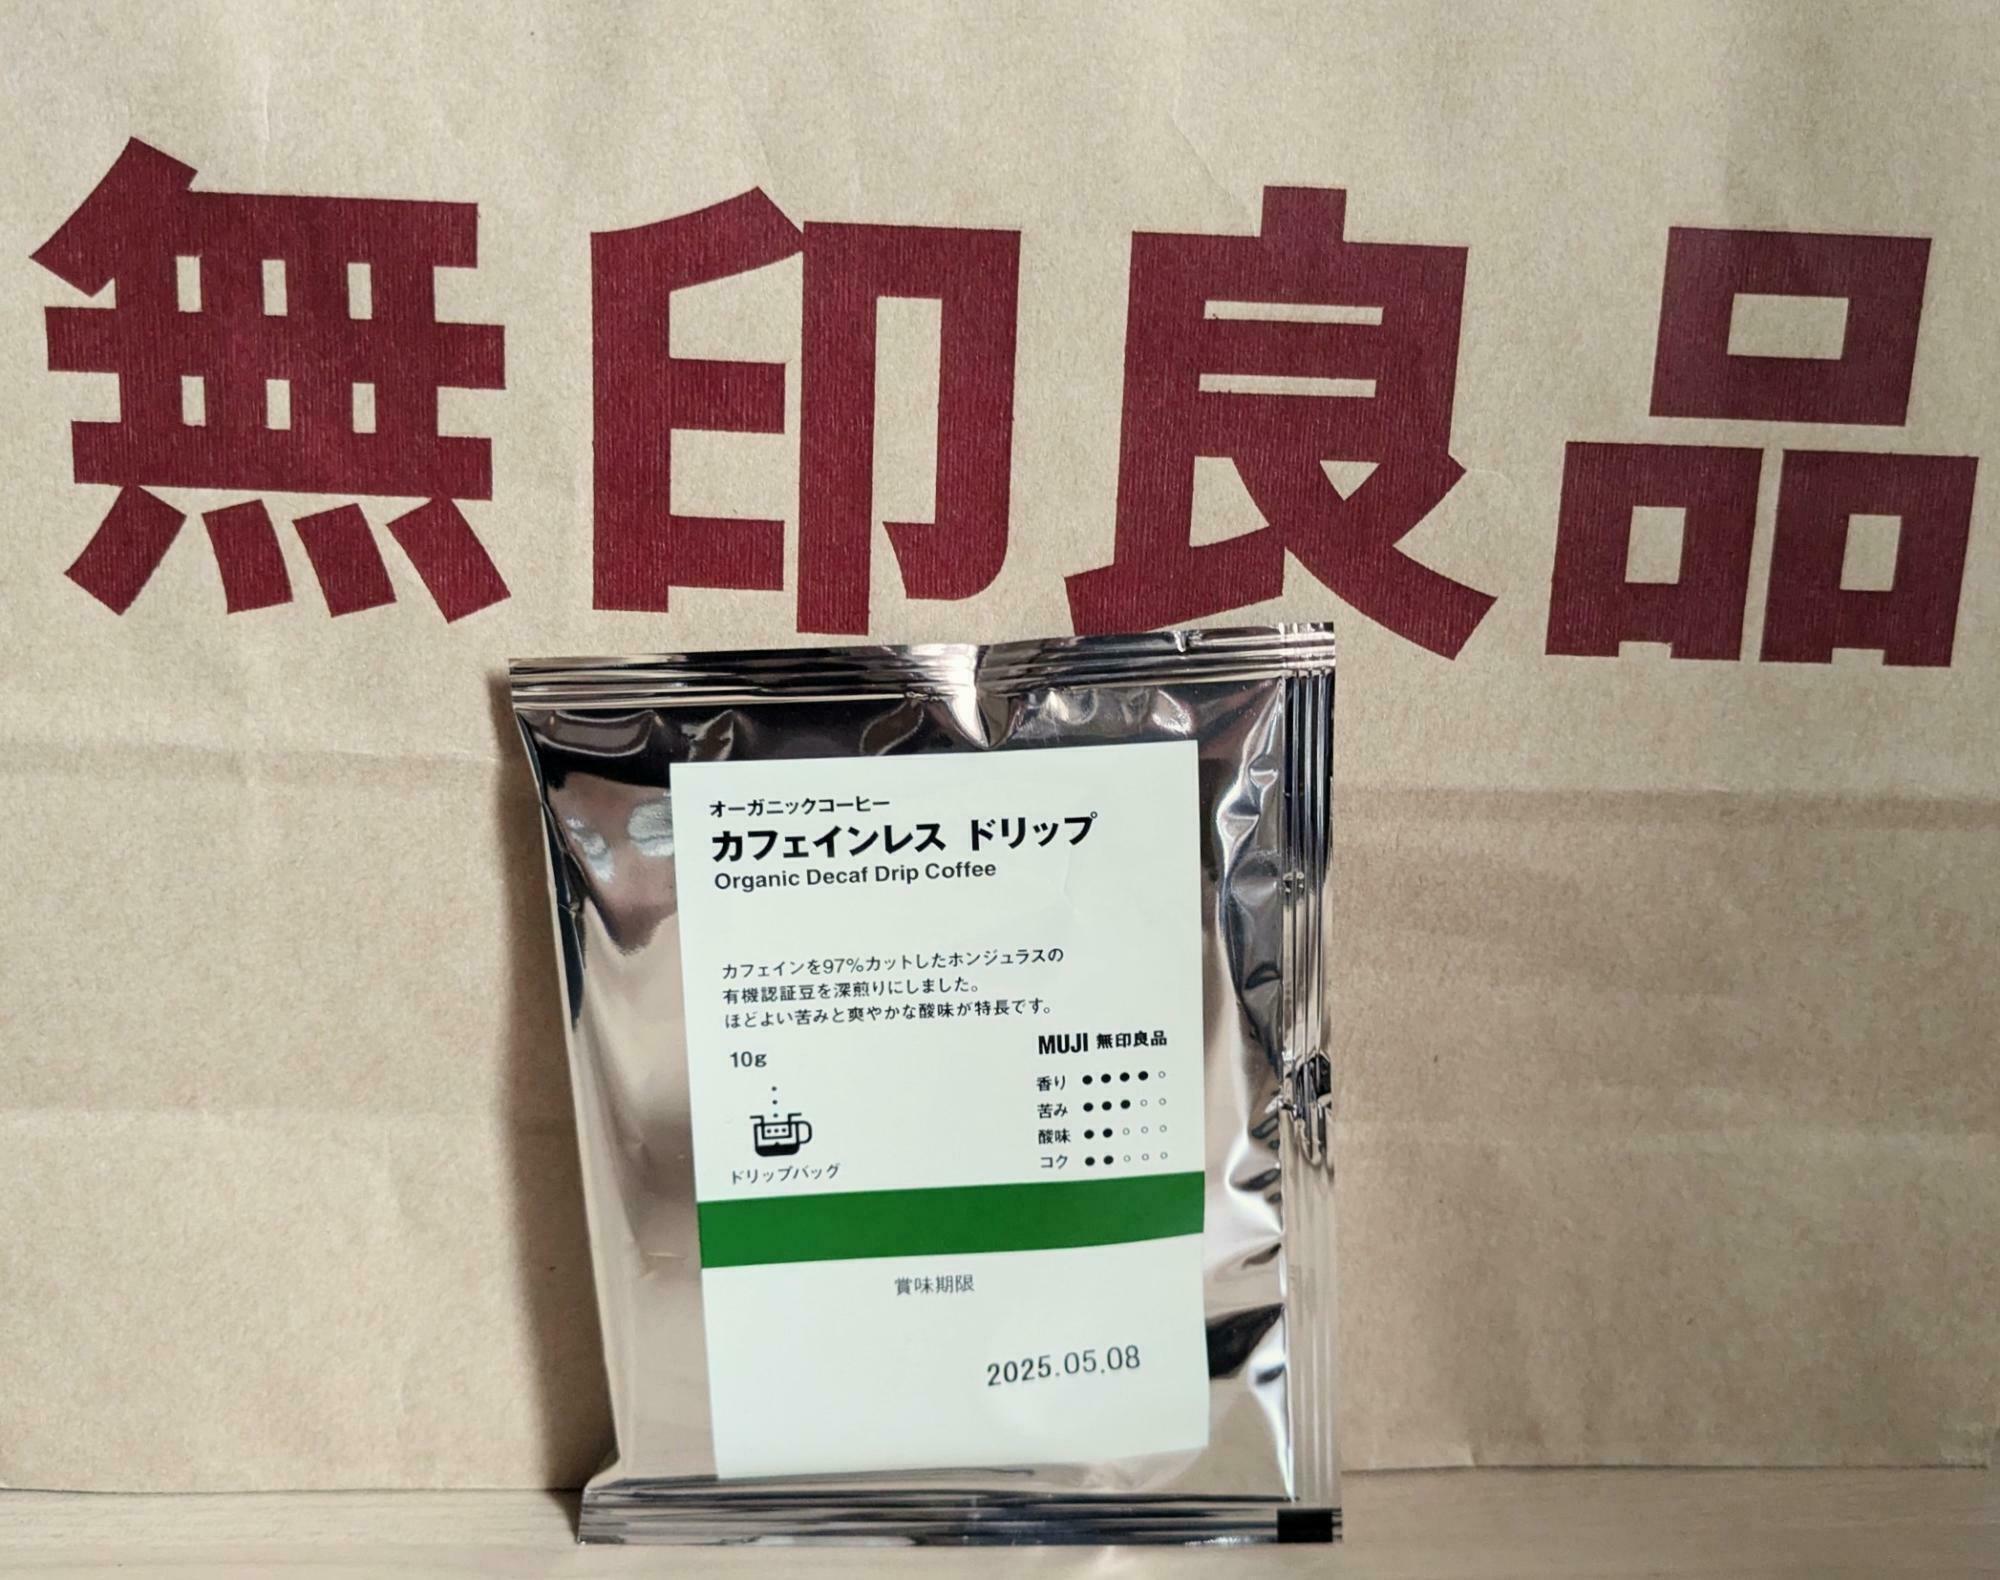 無印良品
オーガニックコーヒー
カフェインレス ドリップ
Organic Decaf Drip Coffee
カフェインを97%カットしたホンジュラスの
有機認証豆を深煎りにしました。
ほどよい苦みと爽やかな酸味が特長です。
10g
ドリップバッグ
MUJI 無印良品
香り ●●●●○
苦み ●●●○○
酸味 ●●○○○
コク ●●○○○
賞味期限
2025.05.08